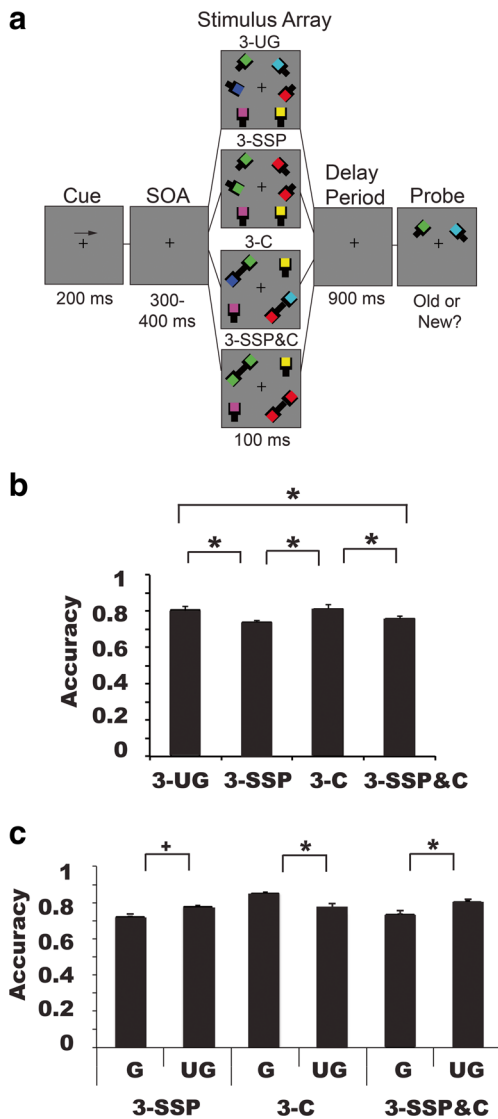 a
Stimulus Array
3-UG
3-SSP
Cue
SOA
Delay
Period
Probe
3-C
200 ms
300-
400 ms
900 ms
Old or
New?
3-SSP&C
100 ms
b
*
* * *
Accuracy
1
0.8
0.6
0.4
0.2
0
3-UG 3-SSP 3-C 3-SSP&C
c
+ * *
Accuracy
1
0.8
0.6
0.4
0.2
0
G UG G UG G UG
3-SSP 3-C 3-SSP&C